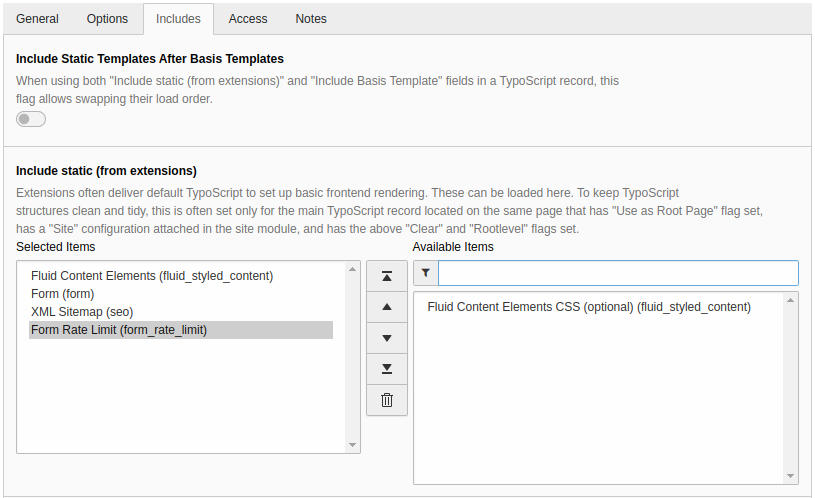 General Options Includes Access Notes
Include Static Templates After Basis Templates
When using both "Include static (from extensions)" and "Include Basis Template" fields in a TypoScript record, this
flag allows swapping their load order.
Include static (from extensions)
Extensions often deliver default TypoScript to set up basic frontend rendering. These can be loaded here. To keep TypoScript
structures clean and tidy, this is often set only for the main TypoScript record located on the same page that has "Use as Root Page" flag set,
has a "Site" configuration attached in the site module, and has the above "Clear" and "Rootlevel" flags set.
Selected Items
Fluid Content Elements (fluid_styled_content)
Form (form)
XML Sitemap (seo)
Form Rate Limit (form_rate_limit)
Available Items
Fluid Content Elements CSS (optional) (fluid_styled_content)